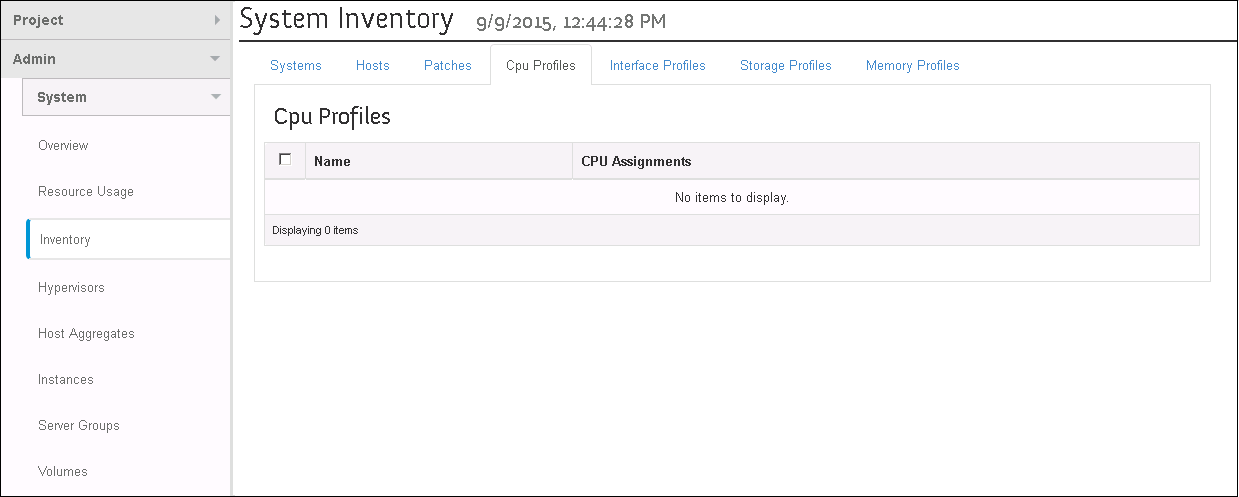 Project
Admin
System
Overview
Resource Usage
Inventory
Hypervisors
Host Aggregates
Instances
Server Groups
Volumes
System Inventory 9/9/2015, 12:44:28 PM
Systems Hosts Patches Cpu Profiles Interface Profiles Storage Profiles Memory Profiles
Cpu Profiles
Name CPU Assignments
No items to display.
Displaying 0 items